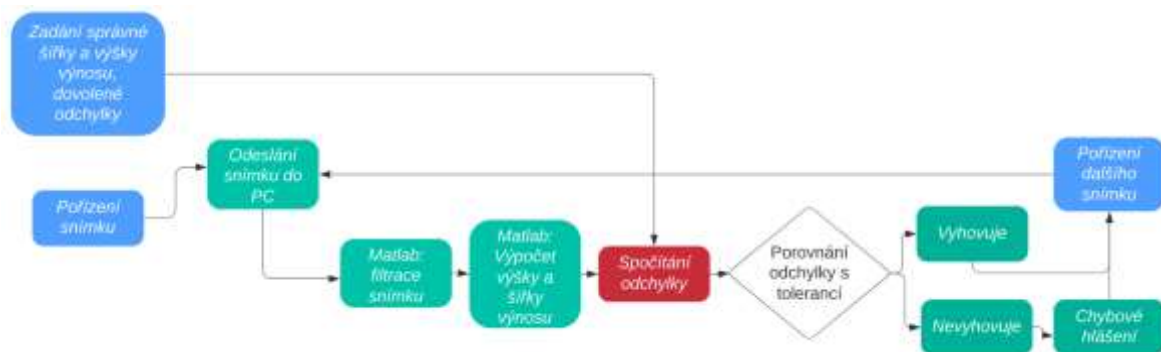 Zadání správné
šířky a výšky
výnosu,
dovolené
odchylky
Pořízení
snímku
Odeslání
snímku do
PC
Matlab:
filtrace
snímku
Matlab:
Výpočet
výšky a
šířky
výnosu
Spočítání
odchylky
Porovnání
odchylky s
tolerancí
Vyhovuje
Nevyhovuje
Chybové
hlášení
Pořízení
dalšího
snímku